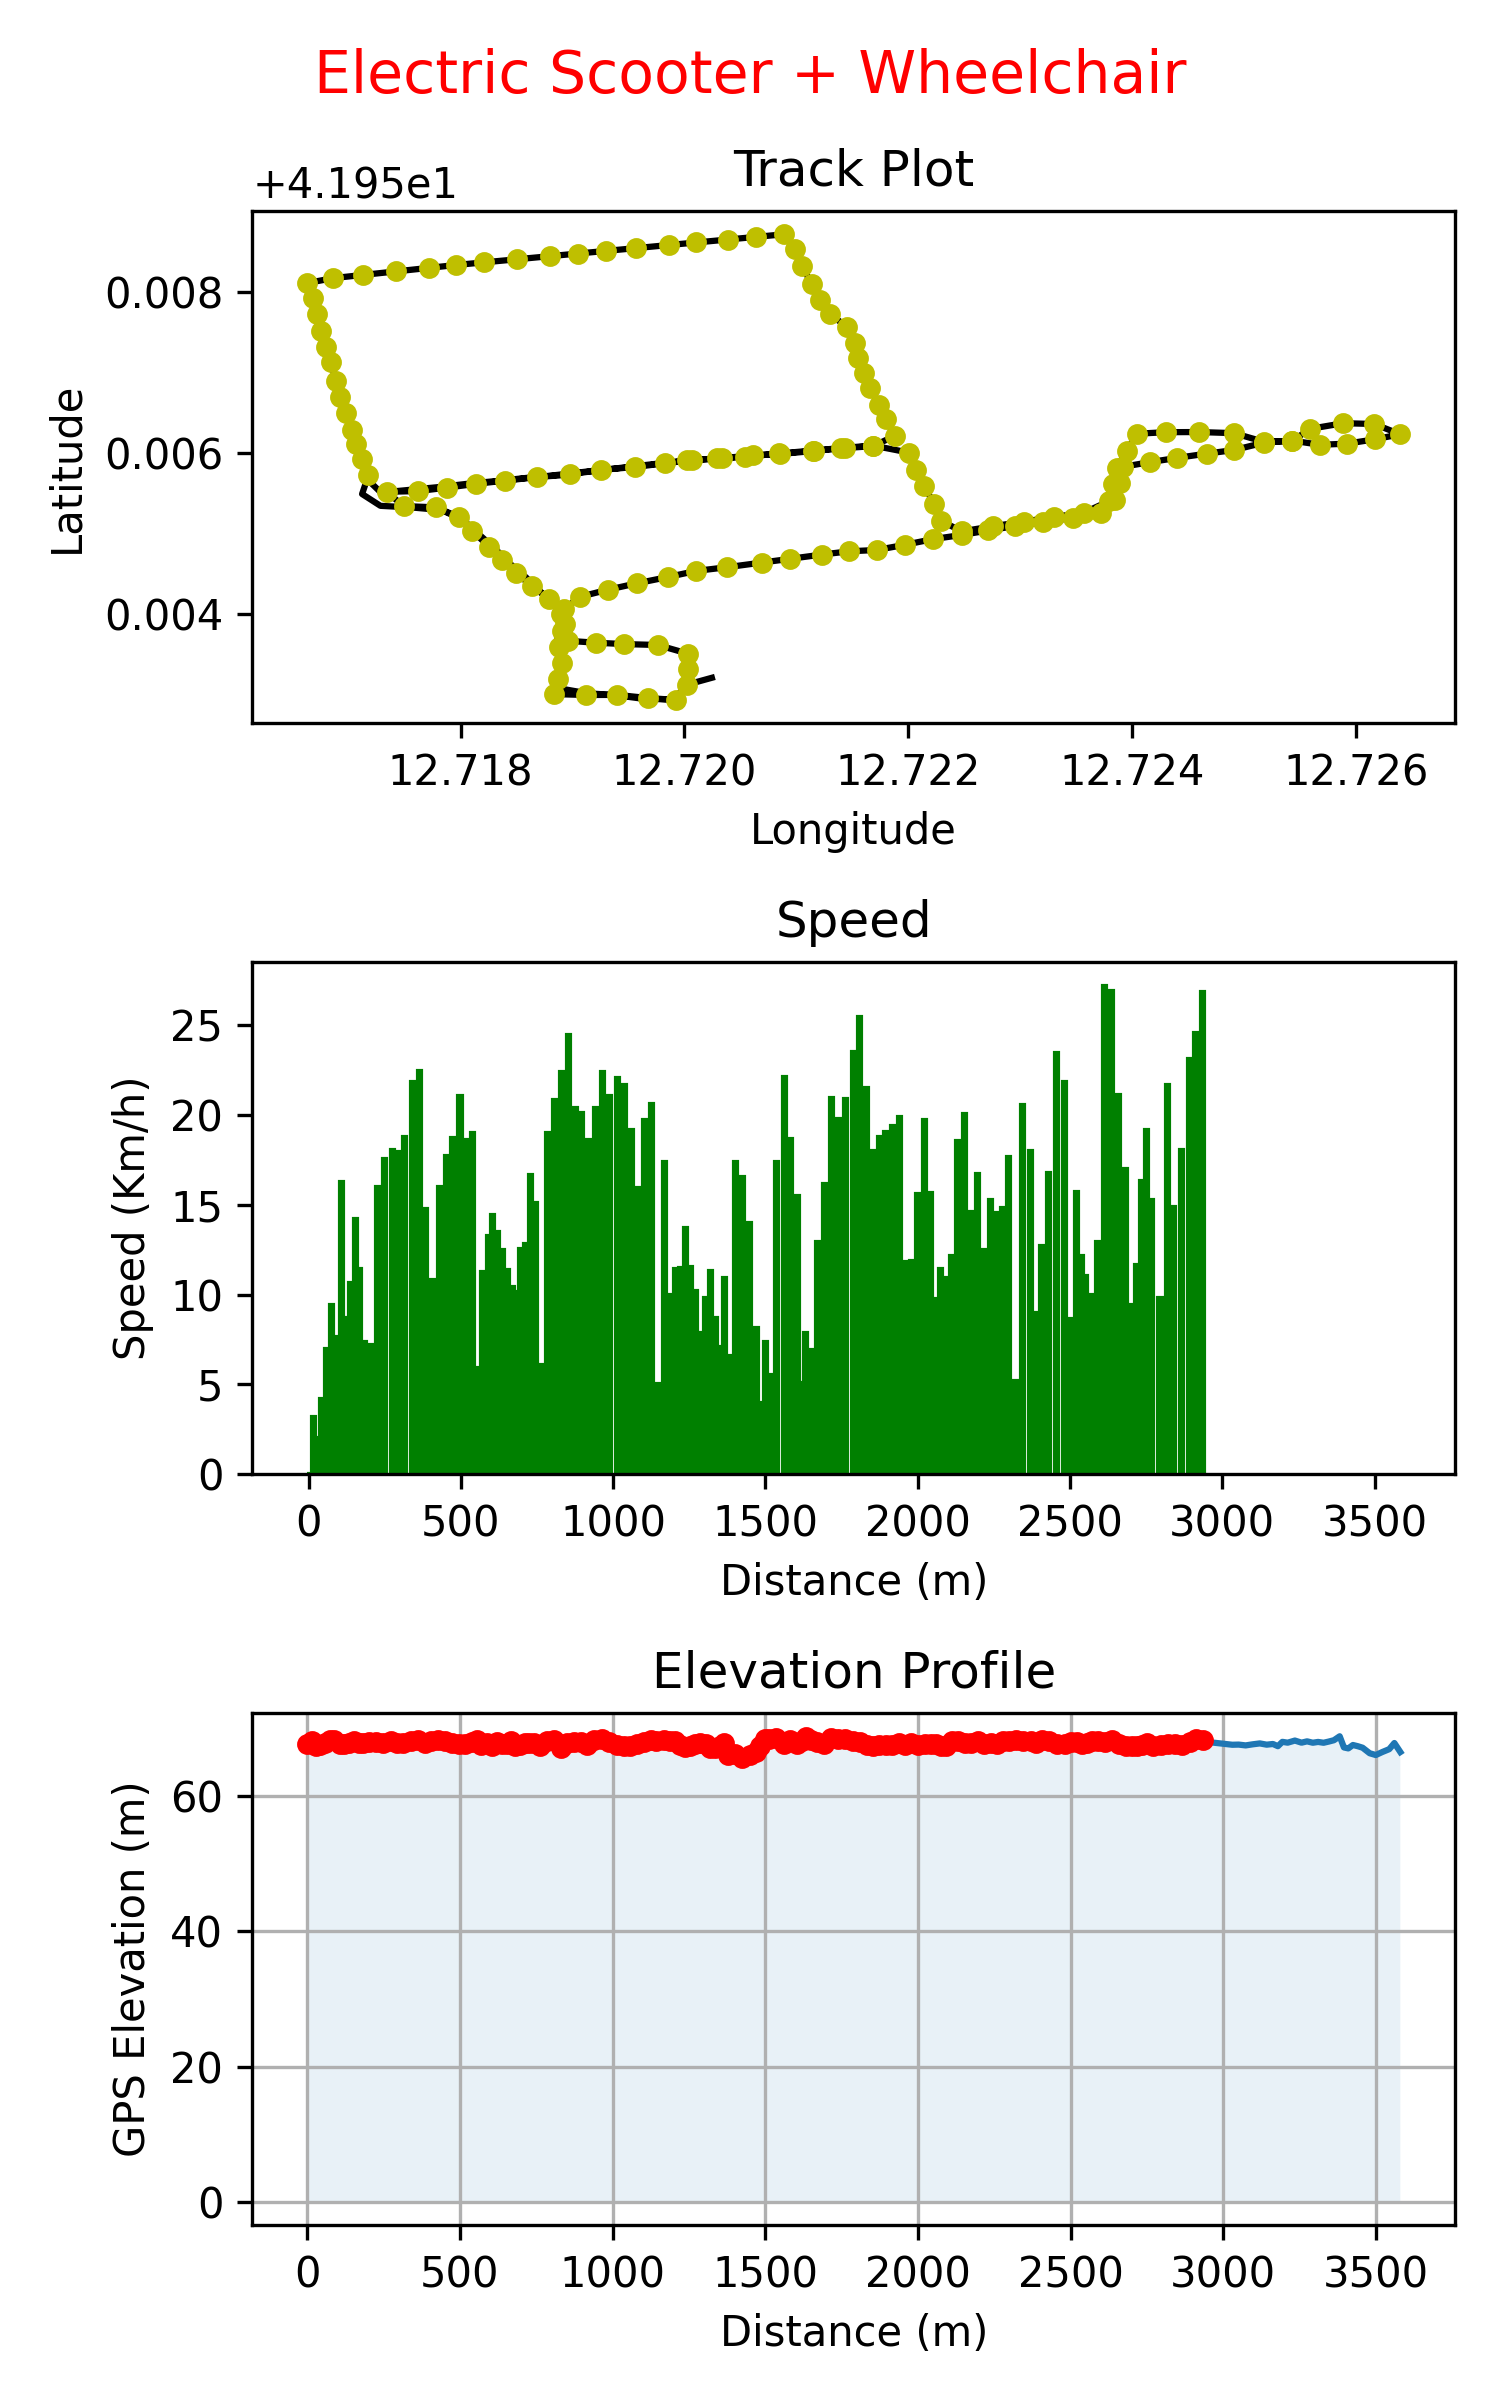 Electric Scooter + Wheelchair
Track Plot
+4.195e1
0.008
0.006
0.004
Latitude
12.718 12.720 12.722 12.724 12.726
Longitude
Speed
25
20
15
10
5
0
Speed (Km/h)
0 500 1000 1500 2000 2500 3000 3500
Distance (m)
Elevation Profile
60
40
20
0
GPS Elevation (m)
0 500 1000 1500 2000 2500 3000 3500
Distance (m)